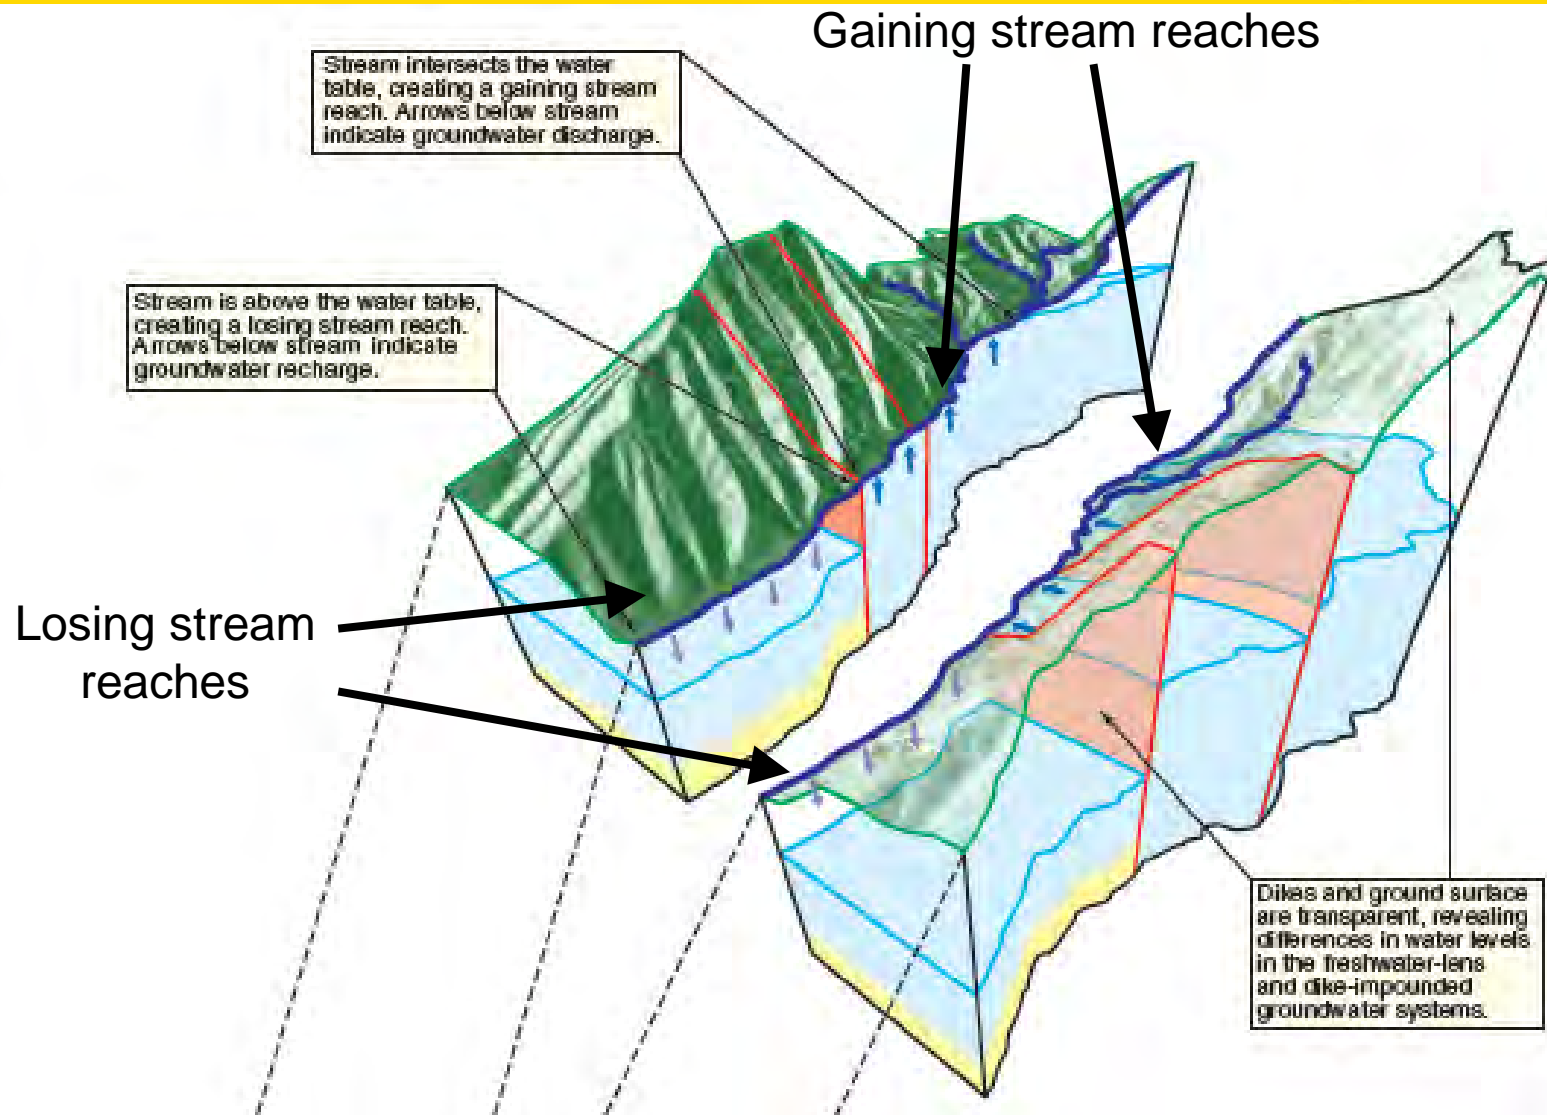 Gaining stream reaches
Stream intersects the water
table, creating a gaining stream
reach. Arrows below stream
indicate groundwater discharge.
Stream is above the water table,
creating a losing stream reach.
Arrows below stream indicate
groundwater recharge.
Losing stream
reaches
Dikes and ground surface
are transparent, revealing
differences in water levels
in the freshwater-lens
and dike-impounded
groundwater systems.